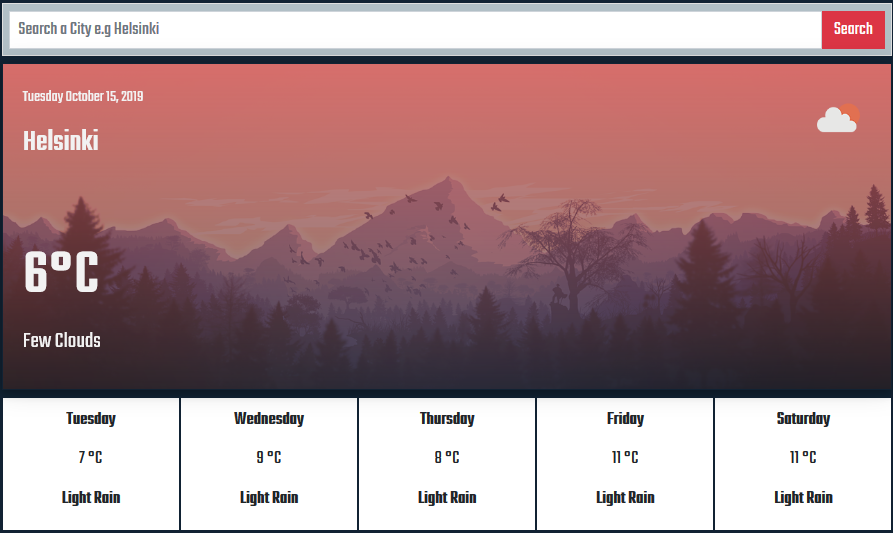 Search a City e.g Helsinki
Search
Tuesday October 15, 2019
Helsinki
6°C
Few Clouds
Tuesday
7 °C
Light Rain
Wednesday
9 °C
Light Rain
Thursday
8 °C
Light Rain
Friday
11 °C
Light Rain
Saturday
11 °C
Light Rain